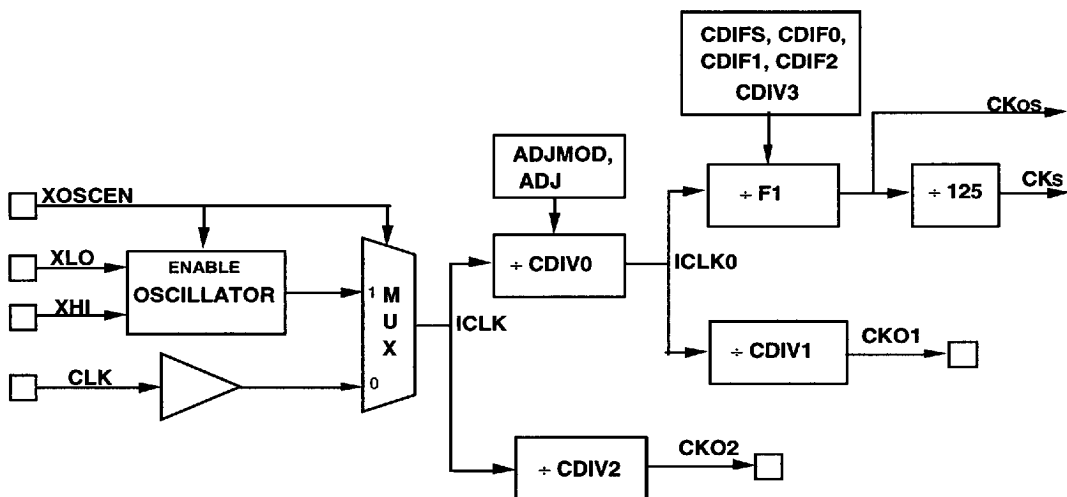 CDIFS, CDIF0,
CDIF1, CDIF2
CDIV3
CKOS
ADJMOD,
ADJ
÷ F1
÷ 125
CKS
XOSCEN
XLO
ENABLE
OSCILLATOR
XHI
1
M
U
X
0
ICLK
÷ CDIV0
ICLK0
÷ CDIV1
CKO1
CLK
÷ CDIV2
CKO2